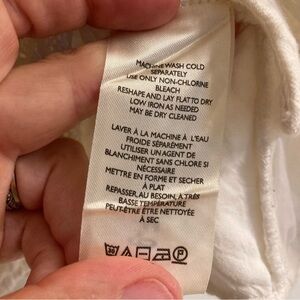 MACHINE WASH COLD
SEPARATELY
USE ONLY NON-CHLORINE
BLEACH
RESHAPE AND LAY FLAT TO DRY
LOW IRON AS NEEDED
MAY BE DRY CLEANED
LAVER À LA MACHINE À L'EAU
FROIDE SÉPARÉMENT
UTILISER UN AGENT DE
BLANCHIMENT SANS CHLORE SI
NÉCESSAIRE
METTRE EN FORME ET SECHER
À PLAT
REPASSER, AU BESOIN, À TRÈS
BASSE TEMPÉRATURE
PEUT-ÊTRE ÊTRE NETTOYÉE
À SEC